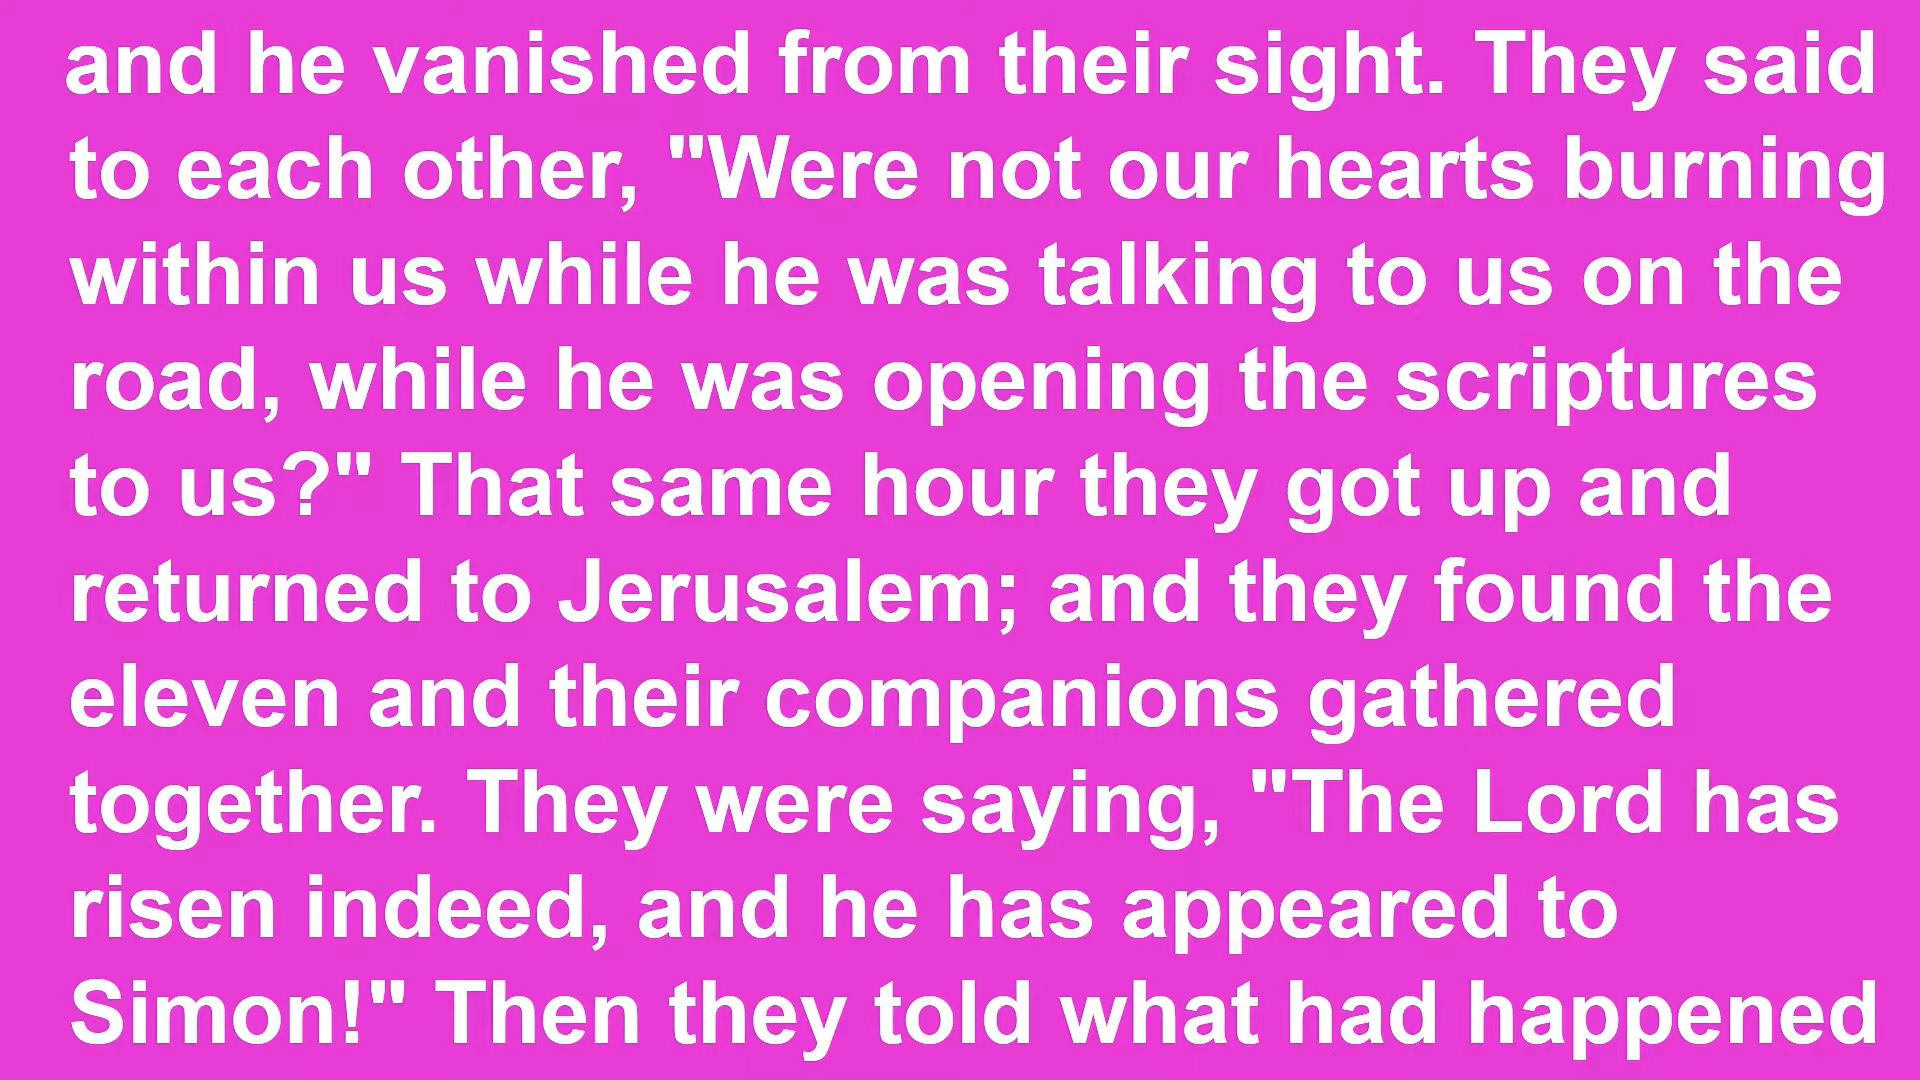 and he vanished from their sight. They said
to each other, "Were not our hearts burning
within us while he was talking to us on the
road, while he was opening the scriptures
to us?" That same hour they got up and
returned to Jerusalem; and they found the
eleven and their companions gathered
together. They were saying, "The Lord has
risen indeed, and he has appeared to
Simon!" Then they told what had happened